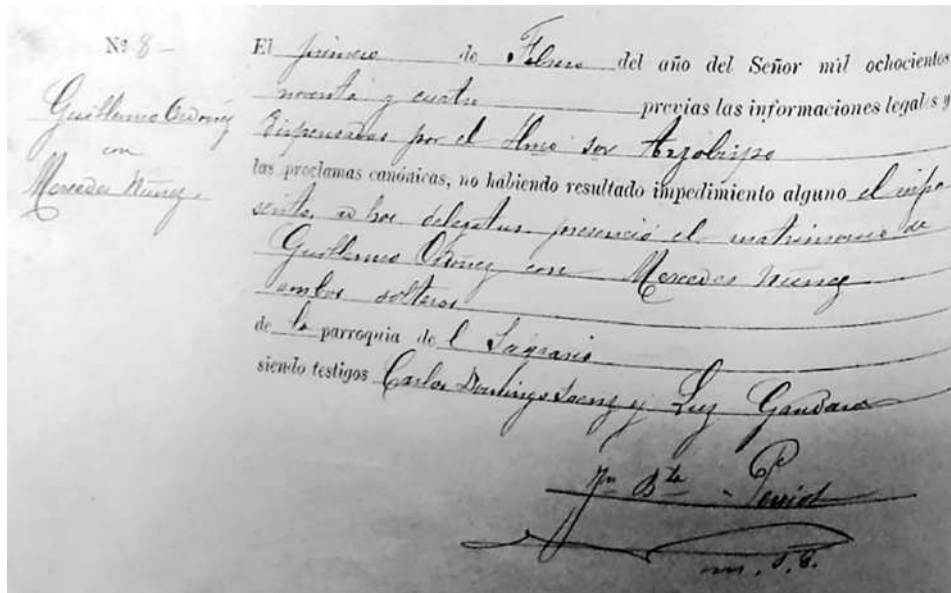 Nº 8 –
Guillermo Ordoñez
con
Mercedes Nuñez.
El primero de Febrero del año del Señor mil ochocientos
noventa y cuatro previas las informaciones legales y
dispensadas por el Ilmo Sor Arzobispo
las proclamas canónicas, no habiendo resultado impedimento alguno el infra
scrito, ad hoc delegatus presenció el matrimonio de
Guillermo Ordoñez con Mercedes Nuñez
ambos solteros
de la parroquia de l Sagrario
siendo testigos Carlos Domingo Saenz y Luz Gandara
Jn Bta